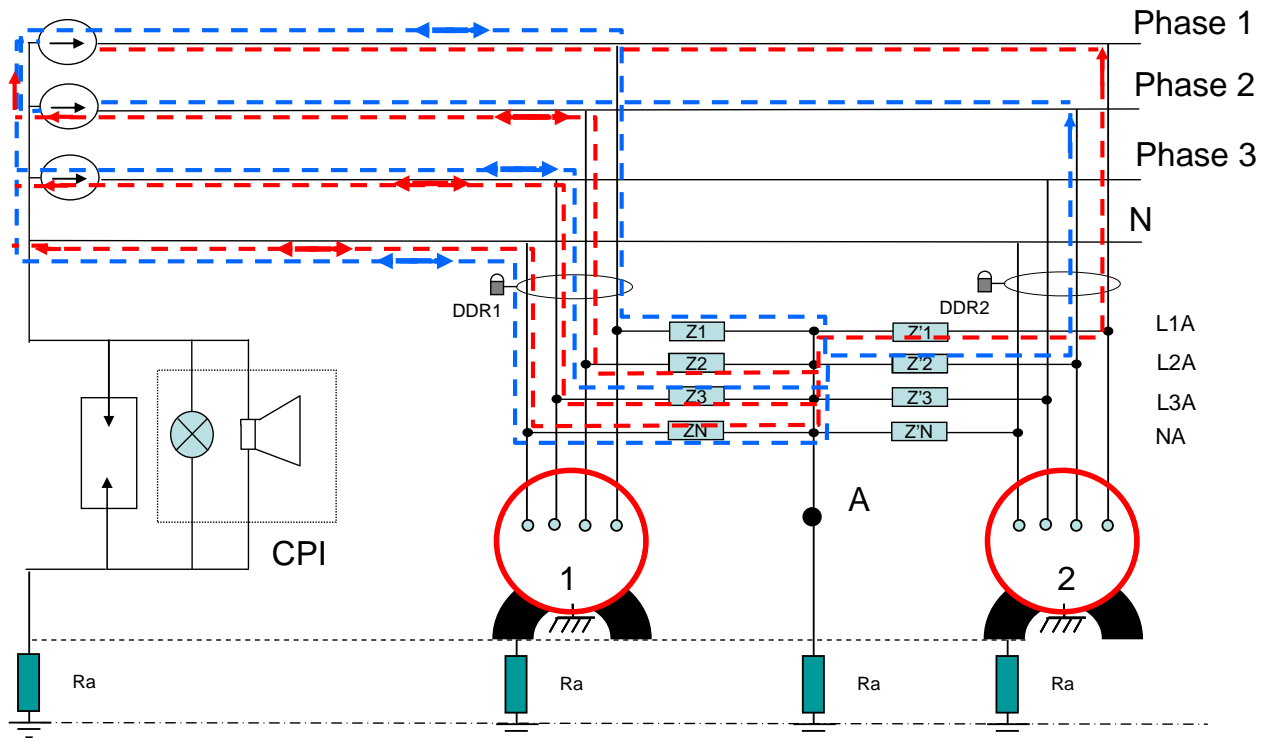 Phase 1
Phase 2
Phase 3
N
DDR1
DDR2
Z1
Z'1
L1A
Z2
Z'2
L2A
Z3
Z'3
L3A
ZN
Z'N
NA
A
CPI
1
2
Ra
Ra
Ra
Ra